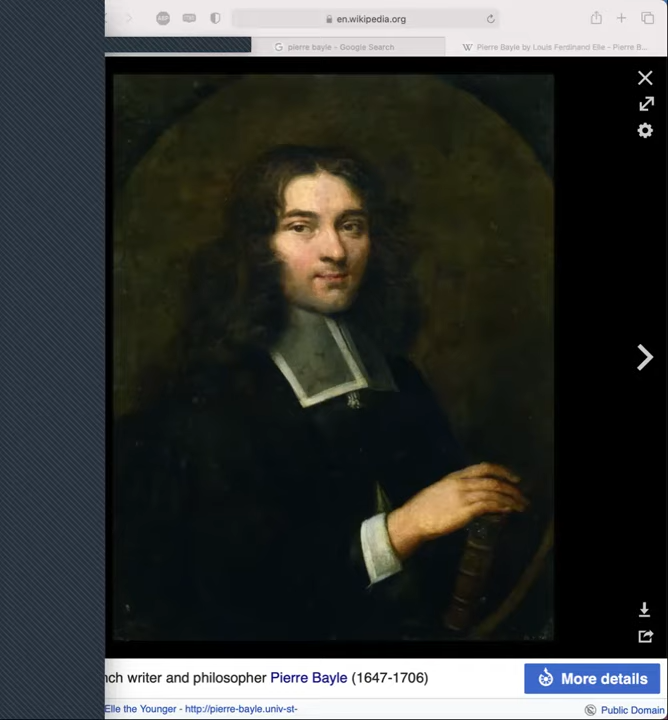 en.wikipedia.org
G pierre bayle - Google Search
W Pierre Bayle by Louis Ferdinand Elle - Pierre B...
nch writer and philosopher Pierre Bayle (1647-1706)
More details
Elle the Younger - http://pierre-bayle.univ-st-
Public Domain